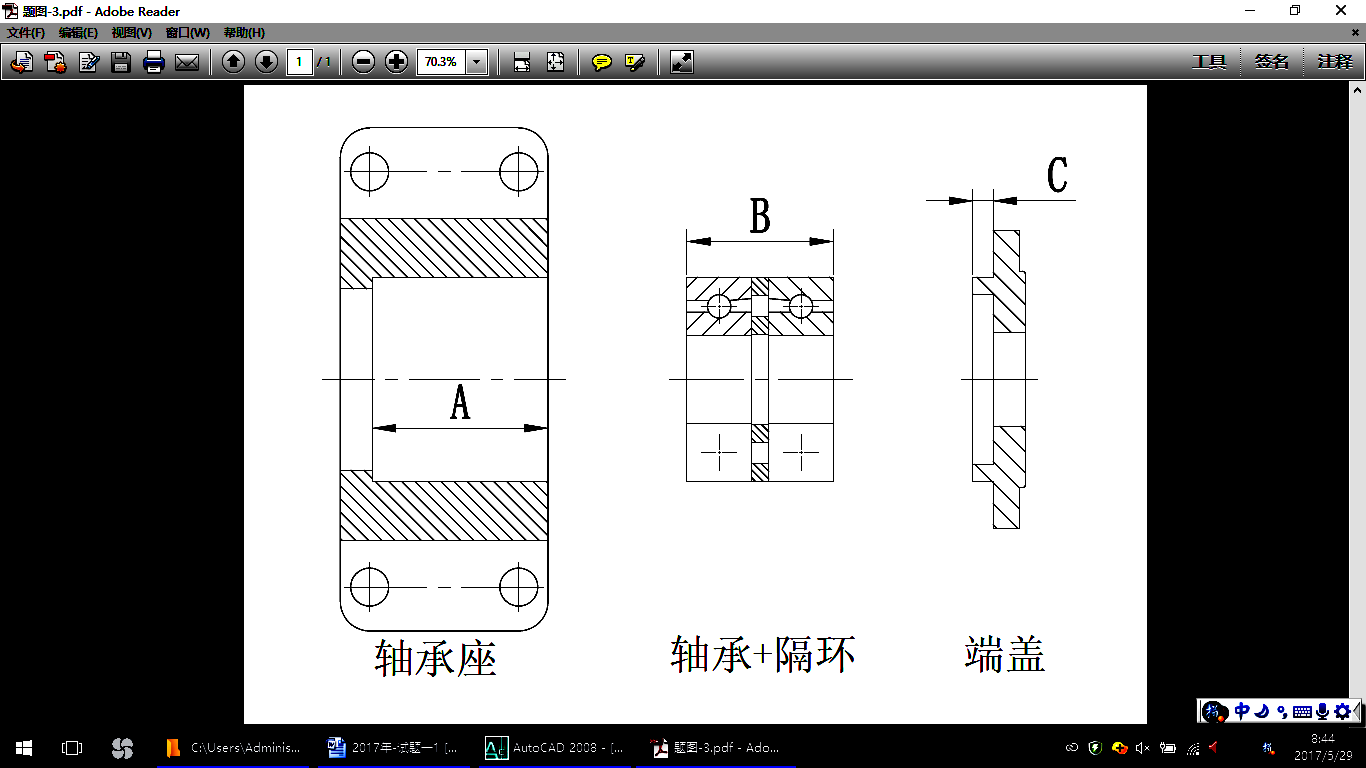 题图-3.pdf - Adobe Reader
文件(F) 编辑(E) 视图(V) 窗口(W) 帮助(H)
1 / 1 70.3% 工具 签名 注释
C
B
A
轴承座 轴承+隔环 端盖
中
C:\Users\Adminis... 2017年-试题一1 [... AutoCAD 2008 - [... 题图-3.pdf - Ado...
8:44
2017/5/29